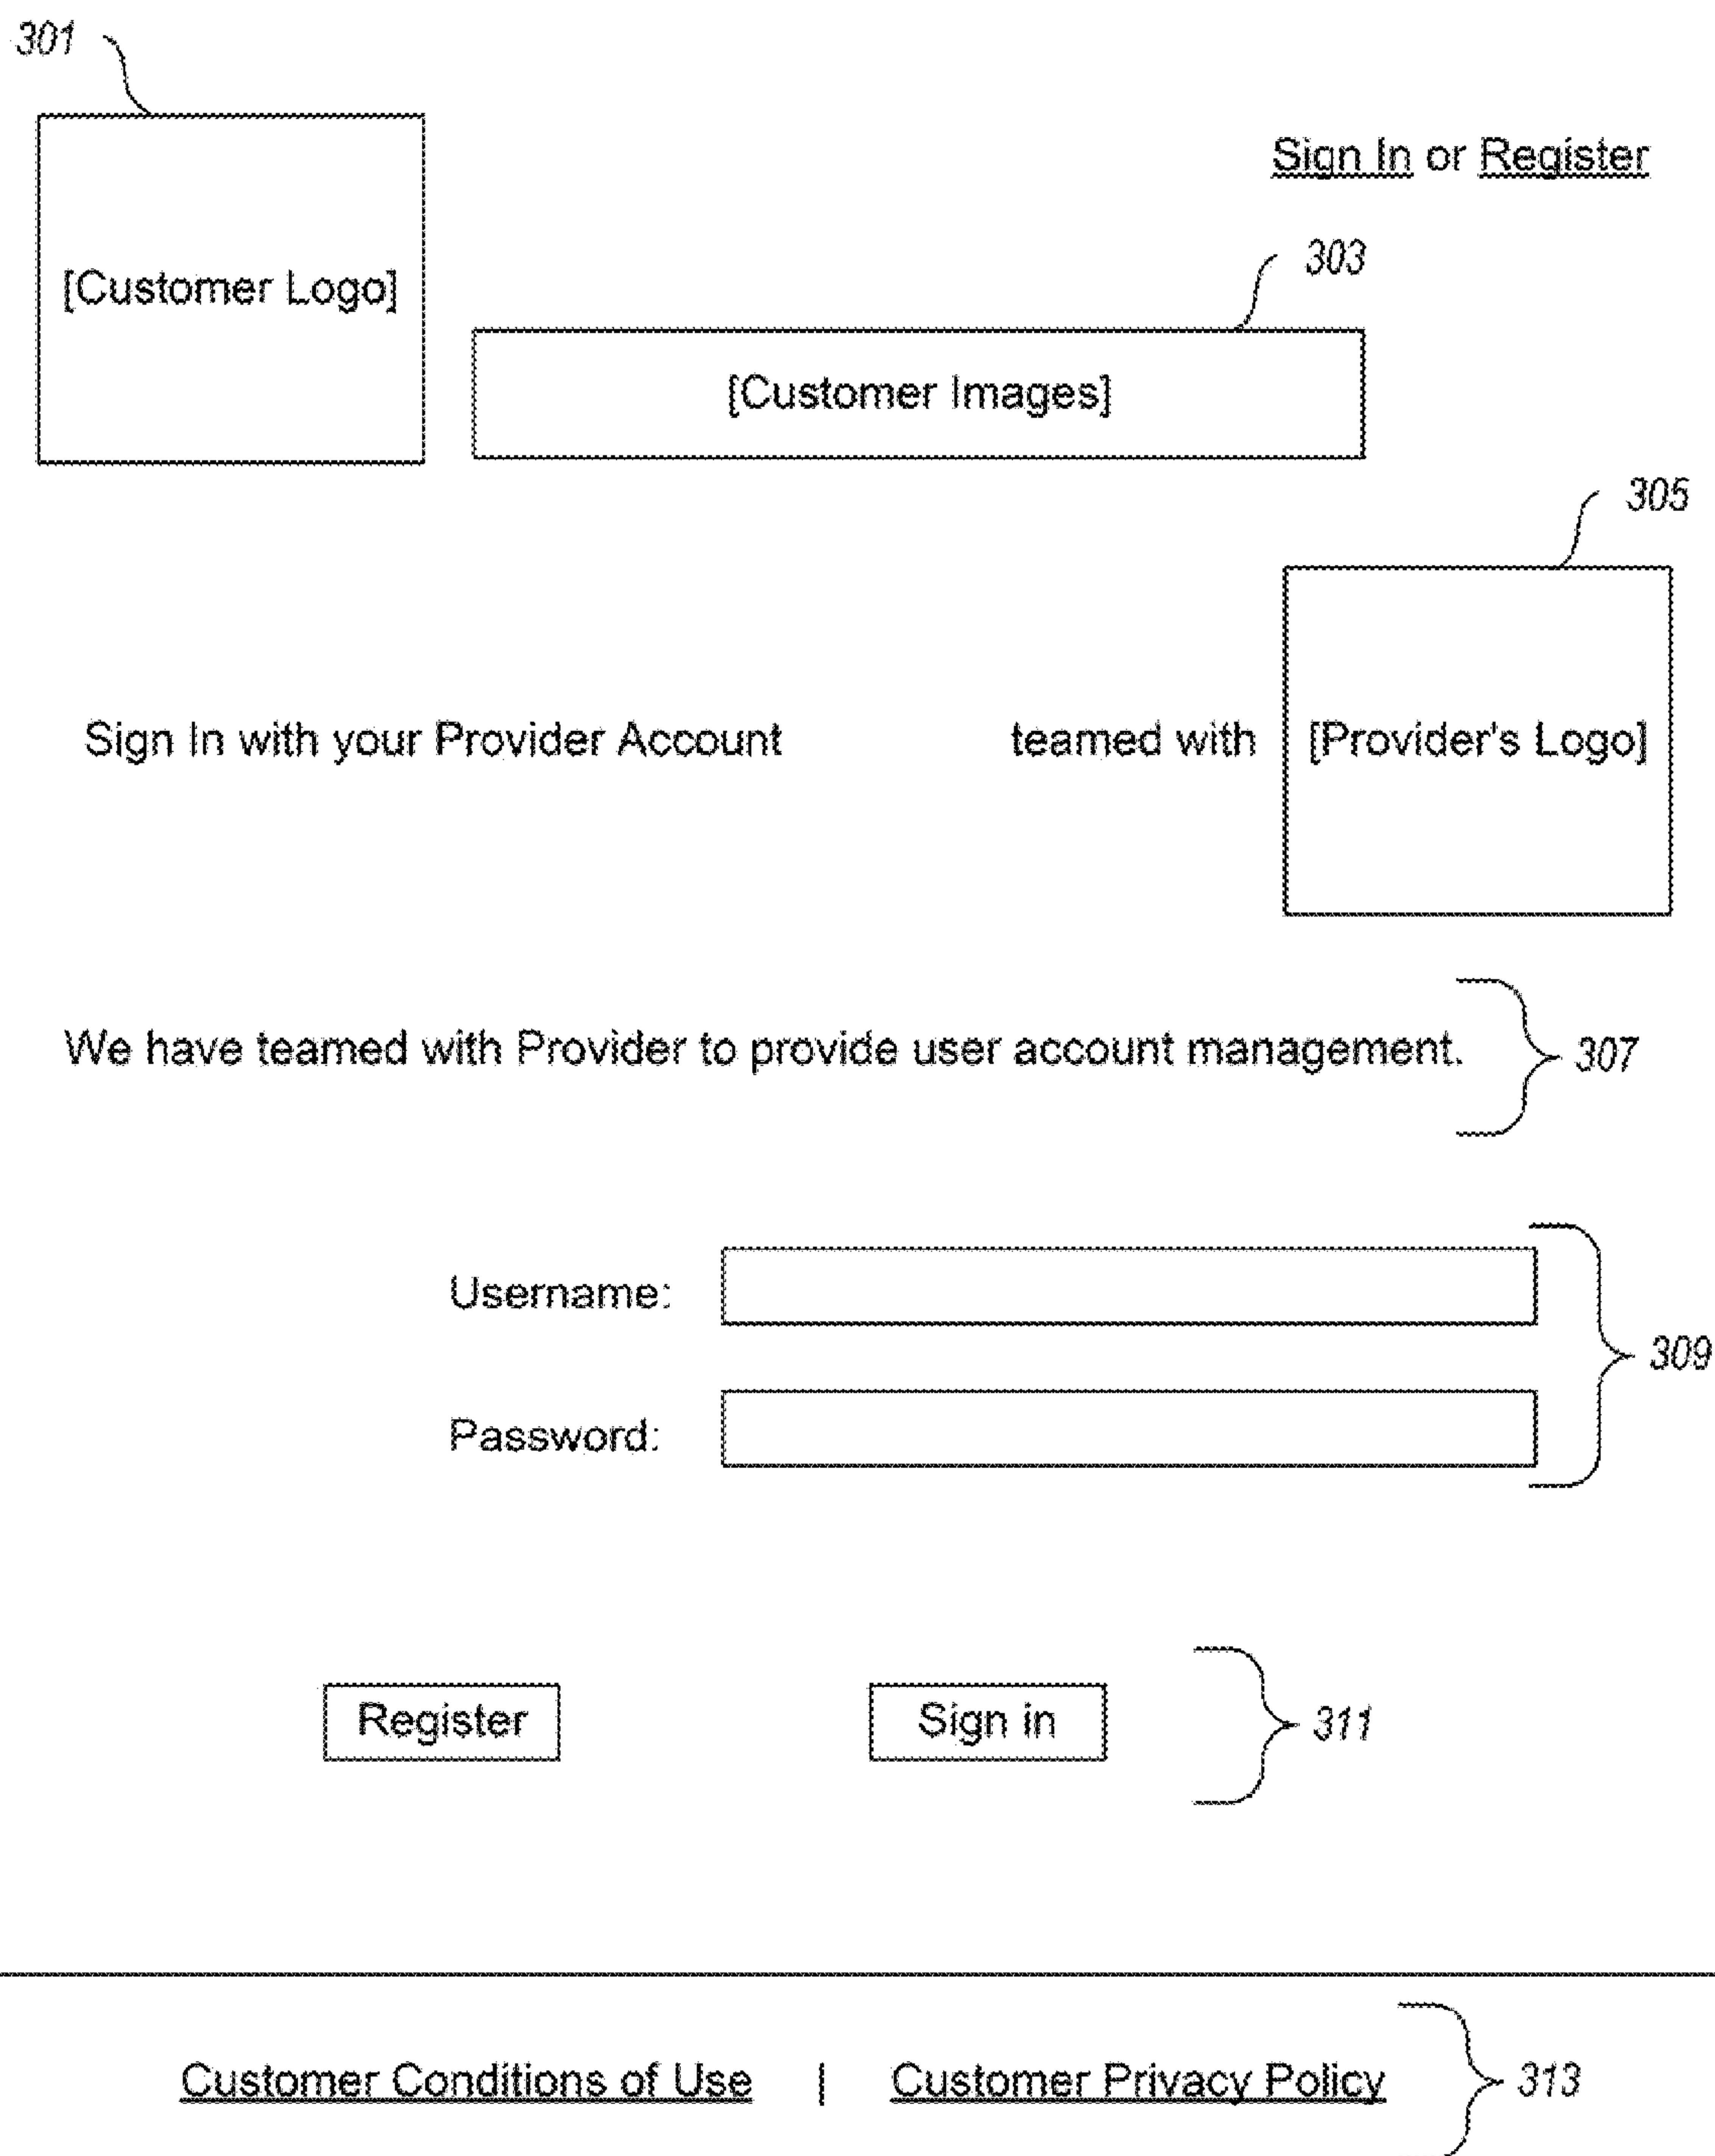 301
Sign In or Register
[Customer Logo]
303
[Customer Images]
305
Sign In with your Provider Account teamed with [Provider's Logo]
We have teamed with Provider to provide user account management. 307
Username:
309
Password:
Register Sign in 311
Customer Conditions of Use | Customer Privacy Policy 313